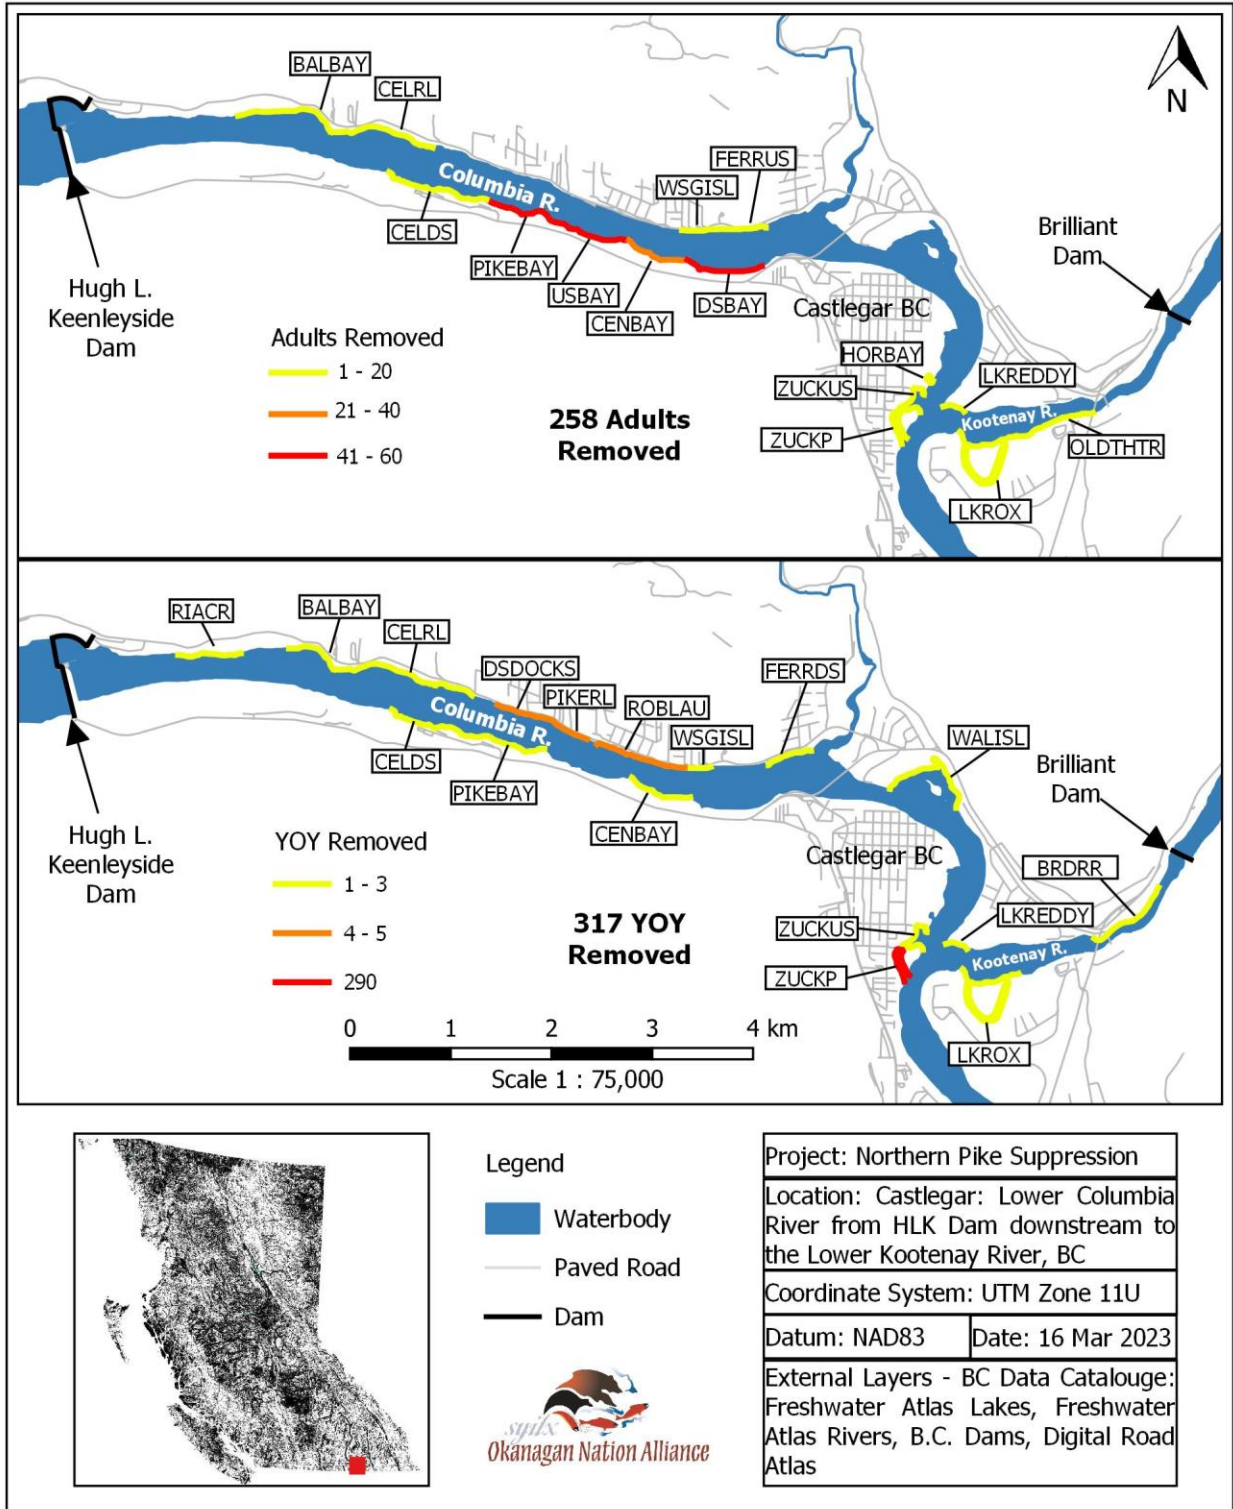 BALBAY
CELRL
N
FERRUS
WSGISL
Columbia R.
CELDS
PIKEBAY
USBAY
CENBAY
DSBAY
Brilliant
Dam
Hugh L.
Keenleyside
Dam
Castlegar BC
HORBAY
ZUCKUS
LKREDDY
Kootenay R.
ZUCKP
OLDTHTR
LKROX
Adults Removed
1 - 20
21 - 40
41 - 60
258 Adults
Removed
RIACR
BALBAY
CELRL
DSDOCKS
PIKERL
ROBLAU
WSGISL
FERRDS
WALISL
Columbia R.
CELDS
PIKEBAY
CENBAY
Brilliant
Dam
Hugh L.
Keenleyside
Dam
Castlegar BC
BRDRR
ZUCKUS
LKREDDY
Kootenay R.
ZUCKP
LKROX
YOY Removed
1 - 3
4 - 5
290
317 YOY
Removed
0 1 2 3 4 km
Scale 1 : 75,000
Legend
Waterbody
Paved Road
Dam
syilx
Okanagan Nation Alliance
Project: Northern Pike Suppression
Location: Castlegar: Lower Columbia
River from HLK Dam downstream to
the Lower Kootenay River, BC
Coordinate System: UTM Zone 11U
Datum: NAD83
Date: 16 Mar 2023
External Layers - BC Data Catalouge:
Freshwater Atlas Lakes, Freshwater
Atlas Rivers, B.C. Dams, Digital Road
Atlas